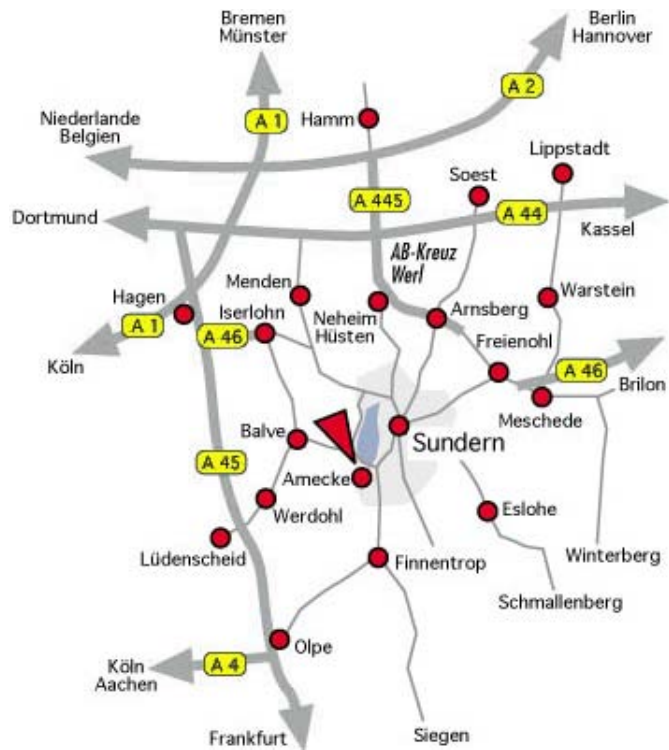 Bremen
Münster
Berlin
Hannover
A 2
Niederlande
Belgien
A 1
Hamm
Lippstadt
Soest
A 445
A 44
Dortmund
Kassel
AB-Kreuz
Werl
Menden
Hagen
Iserlohn
Neheim
Hüsten
Arnsberg
Warstein
A 1
A 46
Freienohl
Köln
A 46
Brilon
Meschede
Balve
Sundern
A 45
Amecke
Werdohl
Eslohe
Lüdenscheid
Finnentrop
Winterberg
Schmallenberg
Olpe
Köln
Aachen
A 4
Frankfurt
Siegen